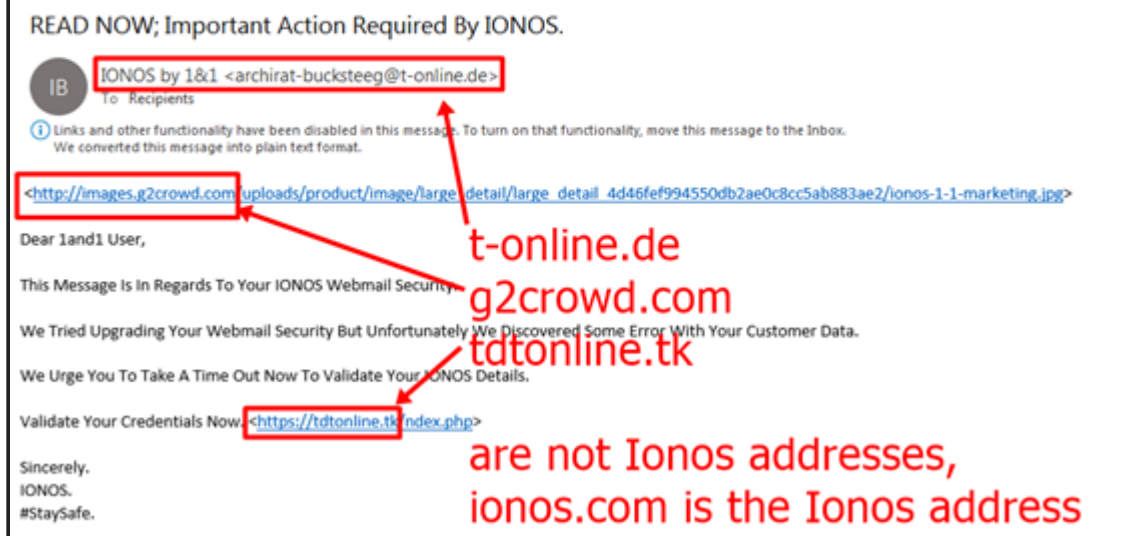 READ NOW; Important Action Required By IONOS.
IB
IONOS by 1&1 <archirat-bucksteeg@t-online.de>
To Recipients
Links and other functionality have been disabled in this message. To turn on that functionality, move this message to the Inbox.
We converted this message into plain text format.
<http://images.g2crowd.com/uploads/product/image/large_detail/large_detail_4d46fef994550db2ae0c8cc5ab883ae2/ionos-1-1-marketing.jpg>
Dear 1and1 User,
t-online.de
This Message Is In Regards To Your IONOS Webmail Security.
g2crowd.com
We Tried Upgrading Your Webmail Security But Unfortunately We Discovered Some Error With Your Customer Data.
tdtonline.tk
We Urge You To Take A Time Out Now To Validate Your IONOS Details.
Validate Your Credentials Now. <https://tdtonline.tk/ndex.php>
are not Ionos addresses,
Sincerely.
IONOS.
ionos.com is the Ionos address
#StaySafe.